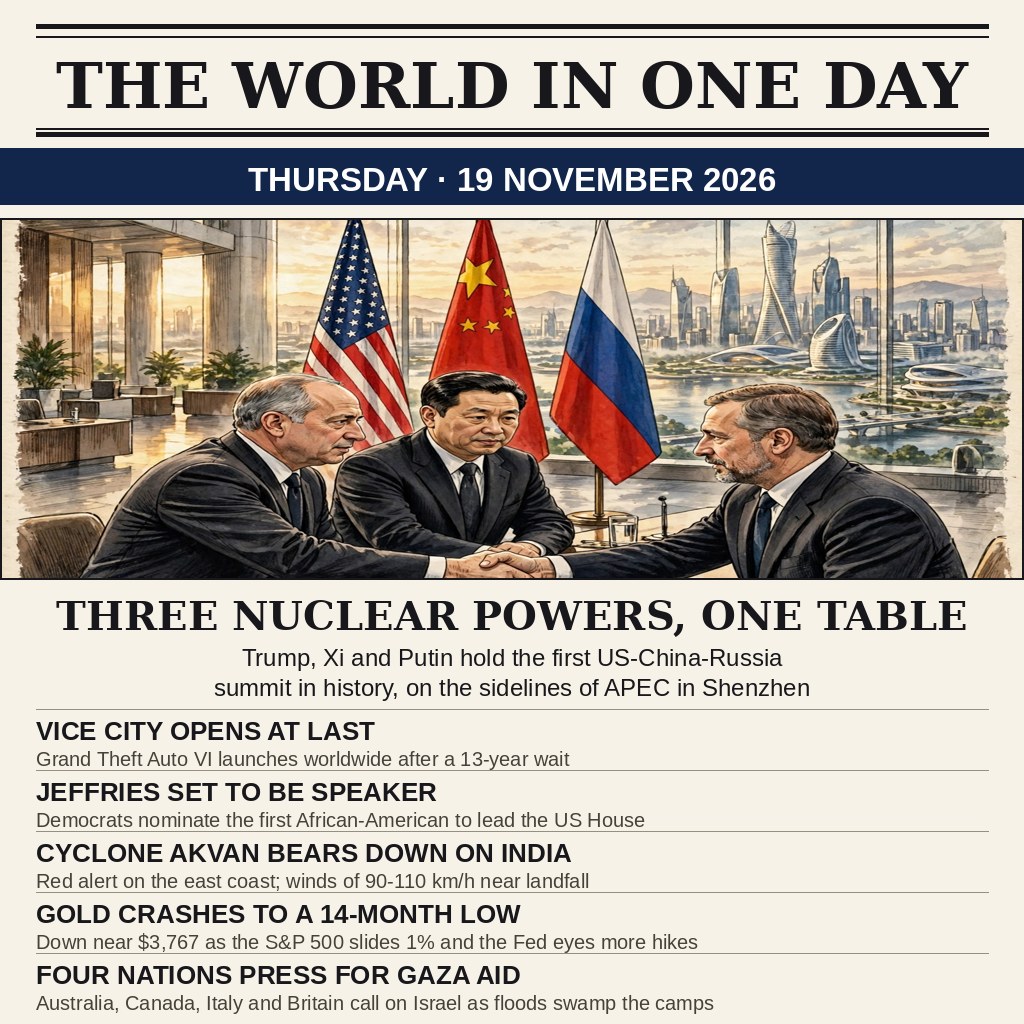 THE WORLD IN ONE DAY
THURSDAY · 19 NOVEMBER 2026
THREE NUCLEAR POWERS, ONE TABLE
Trump, Xi and Putin hold the first US-China-Russia
summit in history, on the sidelines of APEC in Shenzhen
VICE CITY OPENS AT LAST
Grand Theft Auto VI launches worldwide after a 13-year wait
JEFFRIES SET TO BE SPEAKER
Democrats nominate the first African-American to lead the US House
CYCLONE AKVAN BEARS DOWN ON INDIA
Red alert on the east coast; winds of 90-110 km/h near landfall
GOLD CRASHES TO A 14-MONTH LOW
Down near $3,767 as the S&P 500 slides 1% and the Fed eyes more hikes
FOUR NATIONS PRESS FOR GAZA AID
Australia, Canada, Italy and Britain call on Israel as floods swamp the camps